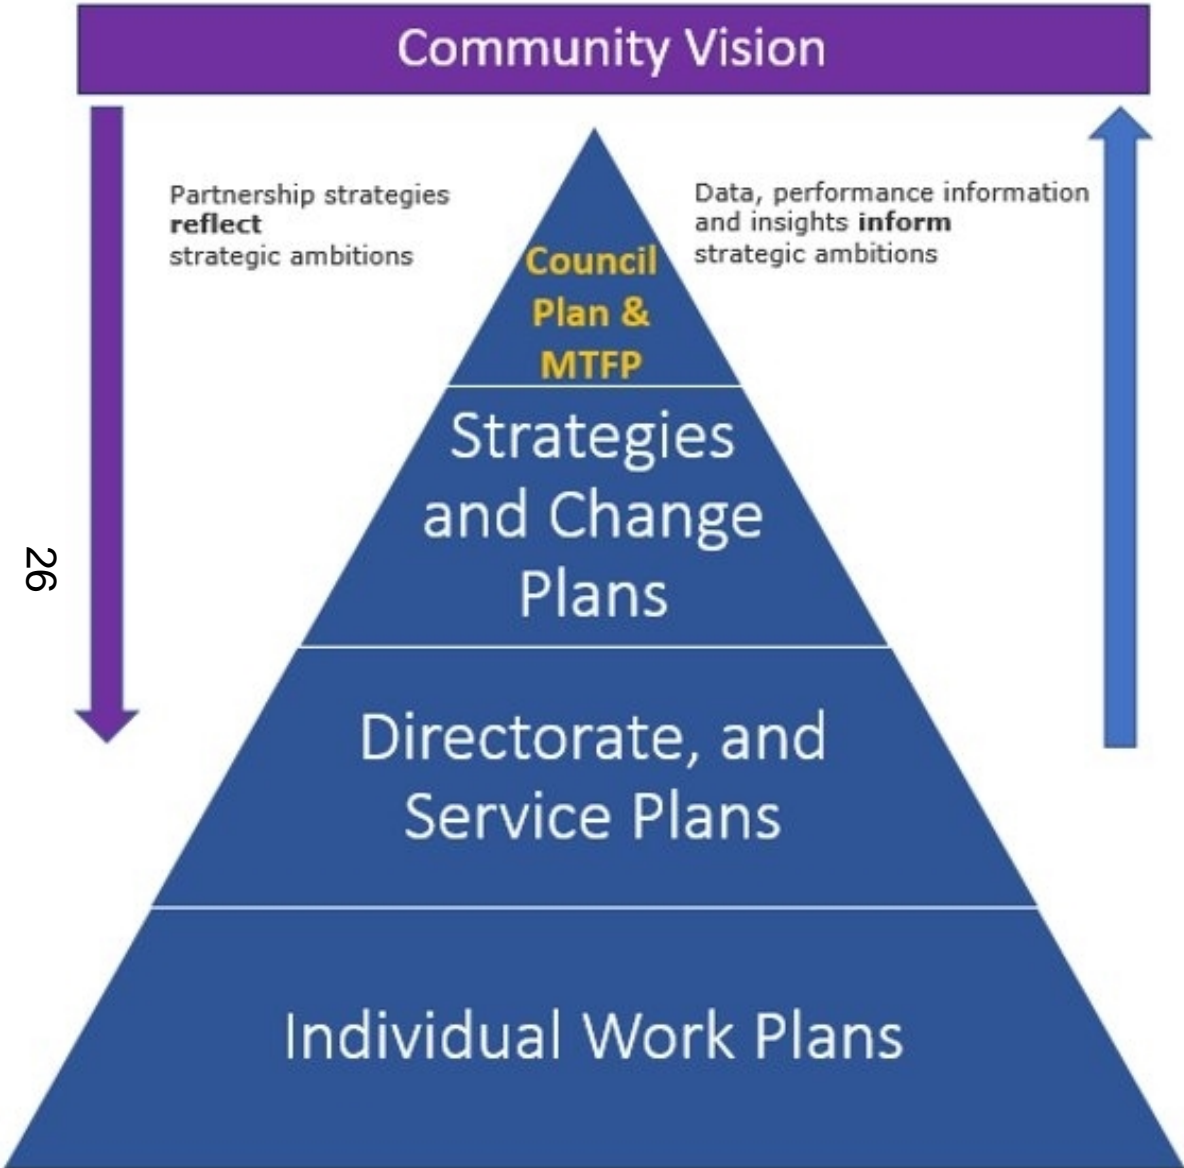 Community Vision
Partnership strategies
reflect
strategic ambitions
Data, performance information
and insights inform
strategic ambitions
Council
Plan &
MTFP
Strategies
and Change
Plans
26
Directorate, and
Service Plans
Individual Work Plans